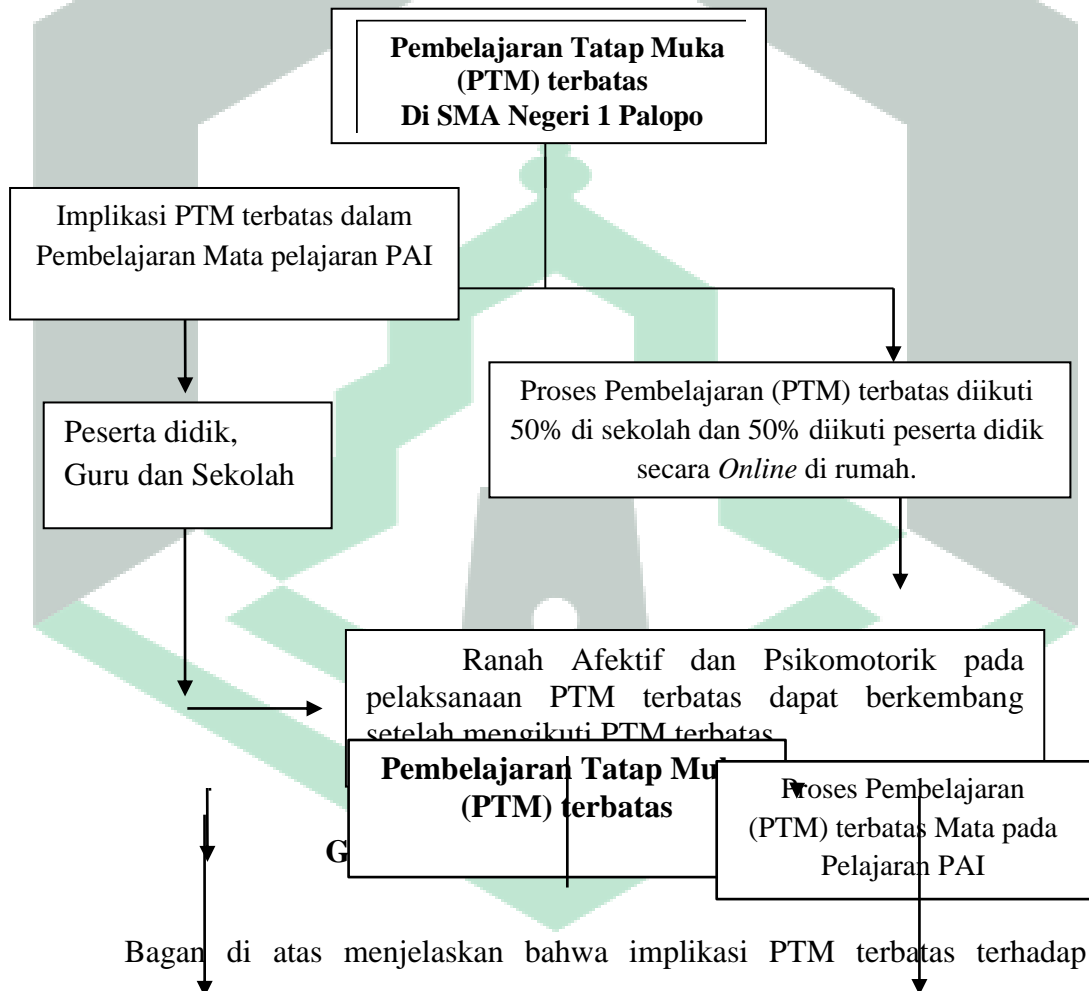 Pembelajaran Tatap Muka
(PTM) terbatas
Di SMA Negeri 1 Palopo
Implikasi PTM terbatas dalam
Pembelajaran Mata pelajaran PAI
Peserta didik,
Guru dan Sekolah
Proses Pembelajaran (PTM) terbatas diikuti
50% di sekolah dan 50% diikuti peserta didik
secara Online di rumah.
Ranah Afektif dan Psikomotorik pada
pelaksanaan PTM terbatas dapat berkembang
setelah mengikuti PTM terbatas
Pembelajaran Tatap Mu
(PTM) terbatas
Proses Pembelajaran
(PTM) terbatas Mata pada
Pelajaran PAI
G
Bagan di atas menjelaskan bahwa implikasi PTM terbatas terhadap